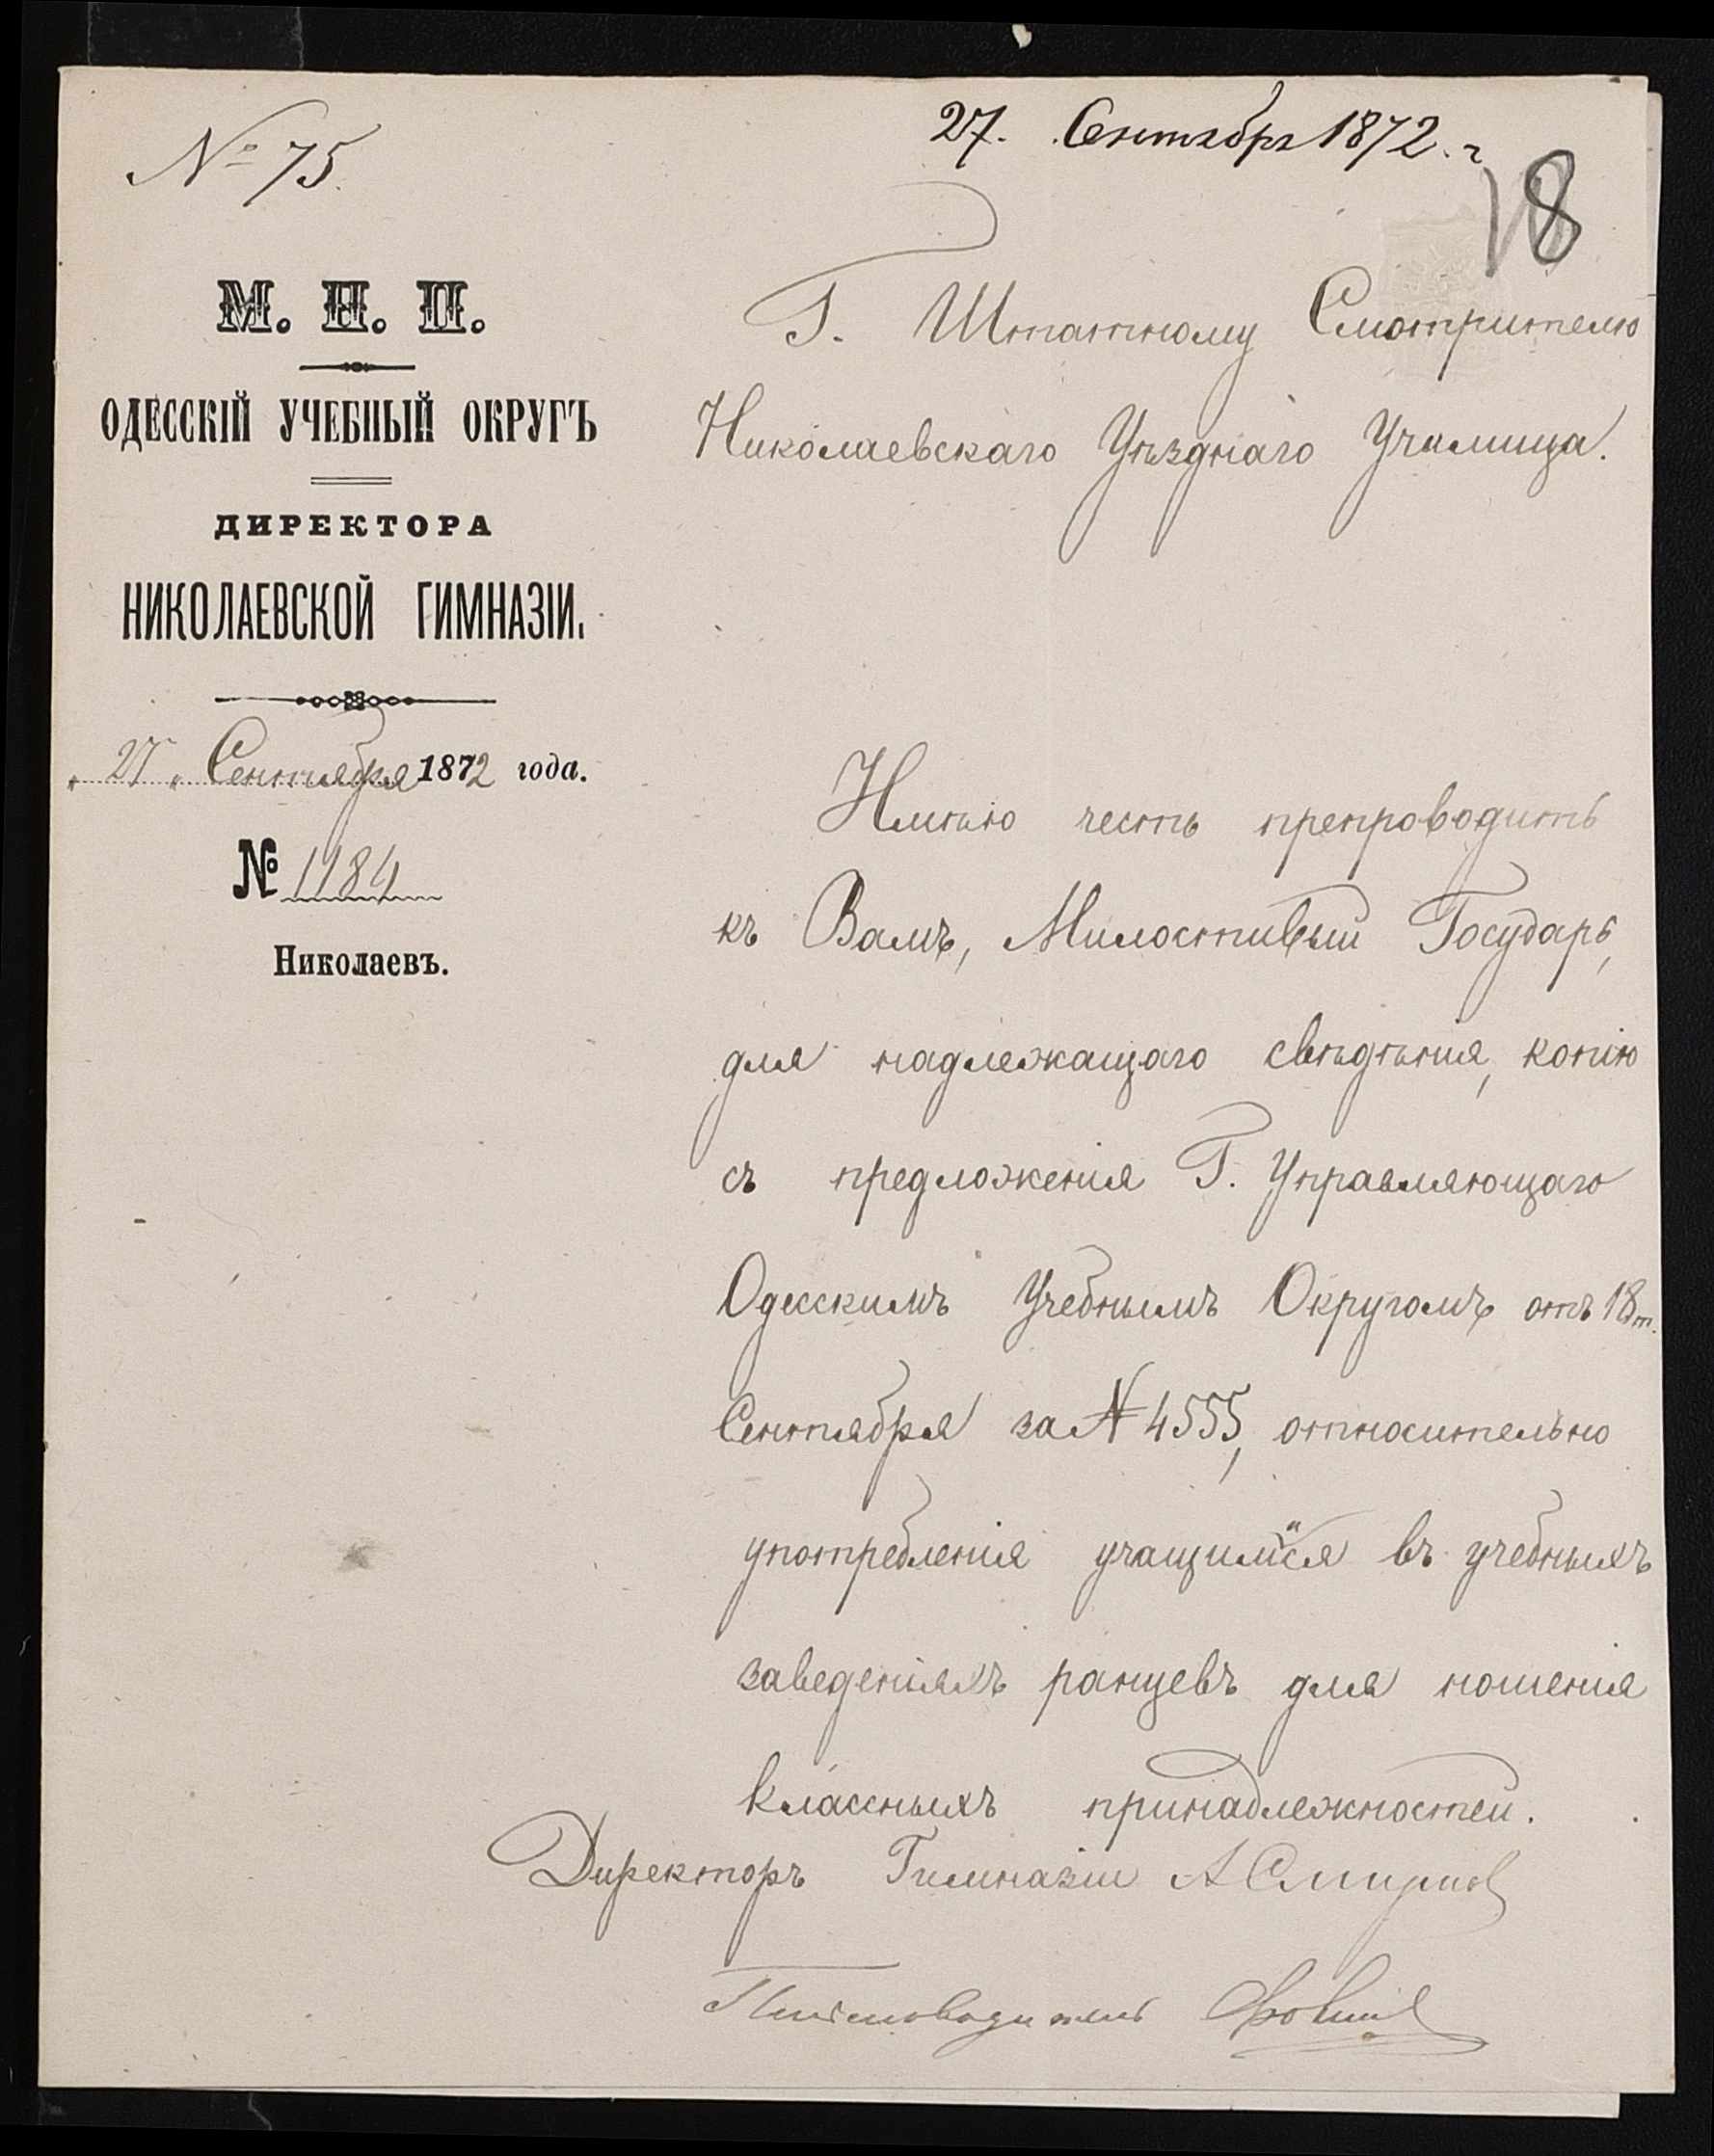 № 75.
27. Сентябрь 1872. г
18
М. Н. П.
ОДЕССКІЙ УЧЕБНЫЙ ОКРУГЪ
ДИРЕКТОРА
НИКОЛАЕВСКОЙ ГИМНАЗІИ.
„ 27 „ Сентября 1872 года.
№ 1184
Николаевъ.
Г. Штатному Смотрителю
Николаевскаго Уѣзднаго Училища.
Имѣю честь препроводить
къ Вамъ, Милостивый Государь,
для надлежащаго свѣдѣнія, копію
съ предложенія Г. Управляющаго
Одесскимъ Учебнымъ Округомъ отъ 18 т.
Сентября за № 4555, относительно
употребленія учащимися въ учебныхъ
заведеніяхъ ранцевъ для ношенія
классныхъ принадлежностей.
Директоръ Гимназіи А Смирнов
Письмоводитель